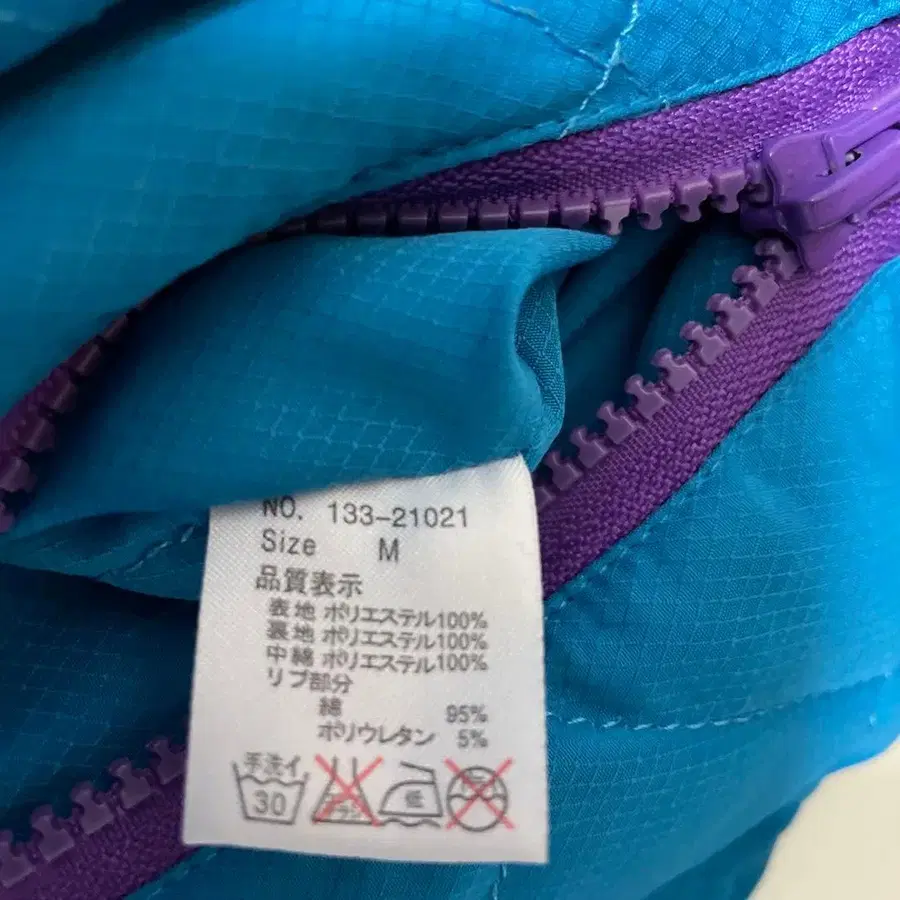 NO. 133-21021
Size M
品質表示
表地 ポリエステル100%
裏地 ポリエステル100%
中綿 ポリエステル100%
リブ部分
綿 95%
ポリウレタン 5%
手洗イ 30
低